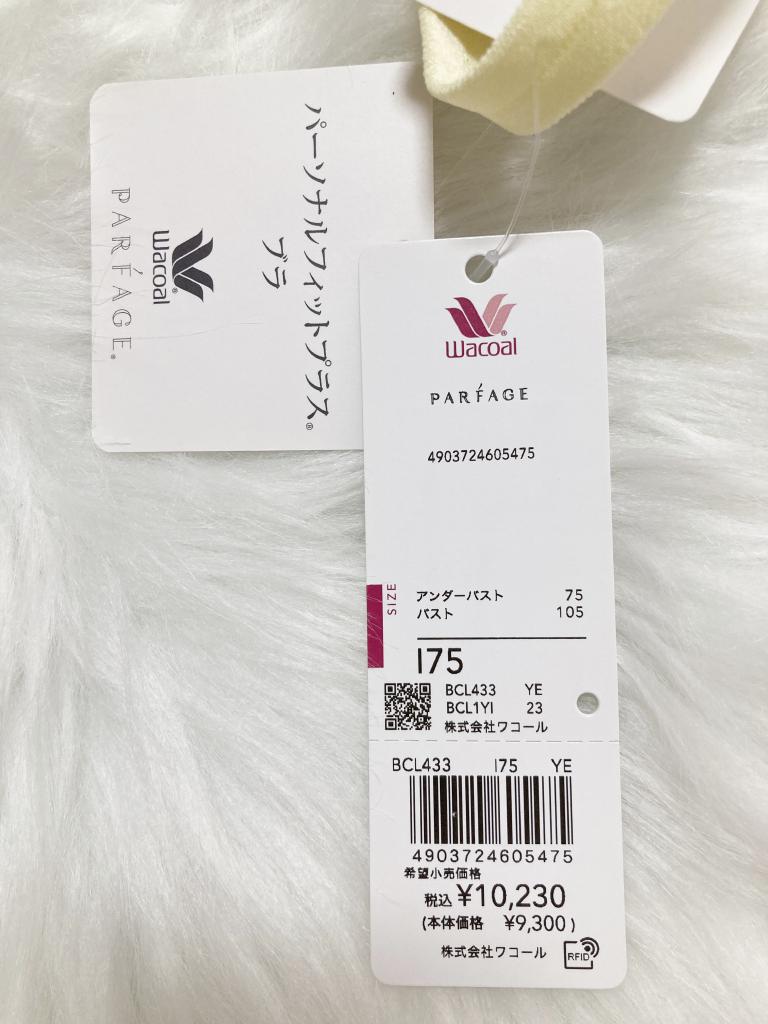 パーソナルフィットプラス®
ブラ
Wacoal®
PARFAGE®
Wacoal®
PARFAGE
4903724605475
SIZE
アンダーバスト 75
バスト 105
I75
BCL433 YE
BCL1YI 23
株式会社ワコール
BCL433 I75 YE
4903724605475
希望小売価格
税込 ¥10,230
(本体価格 ¥9,300)
株式会社ワコール
RFID